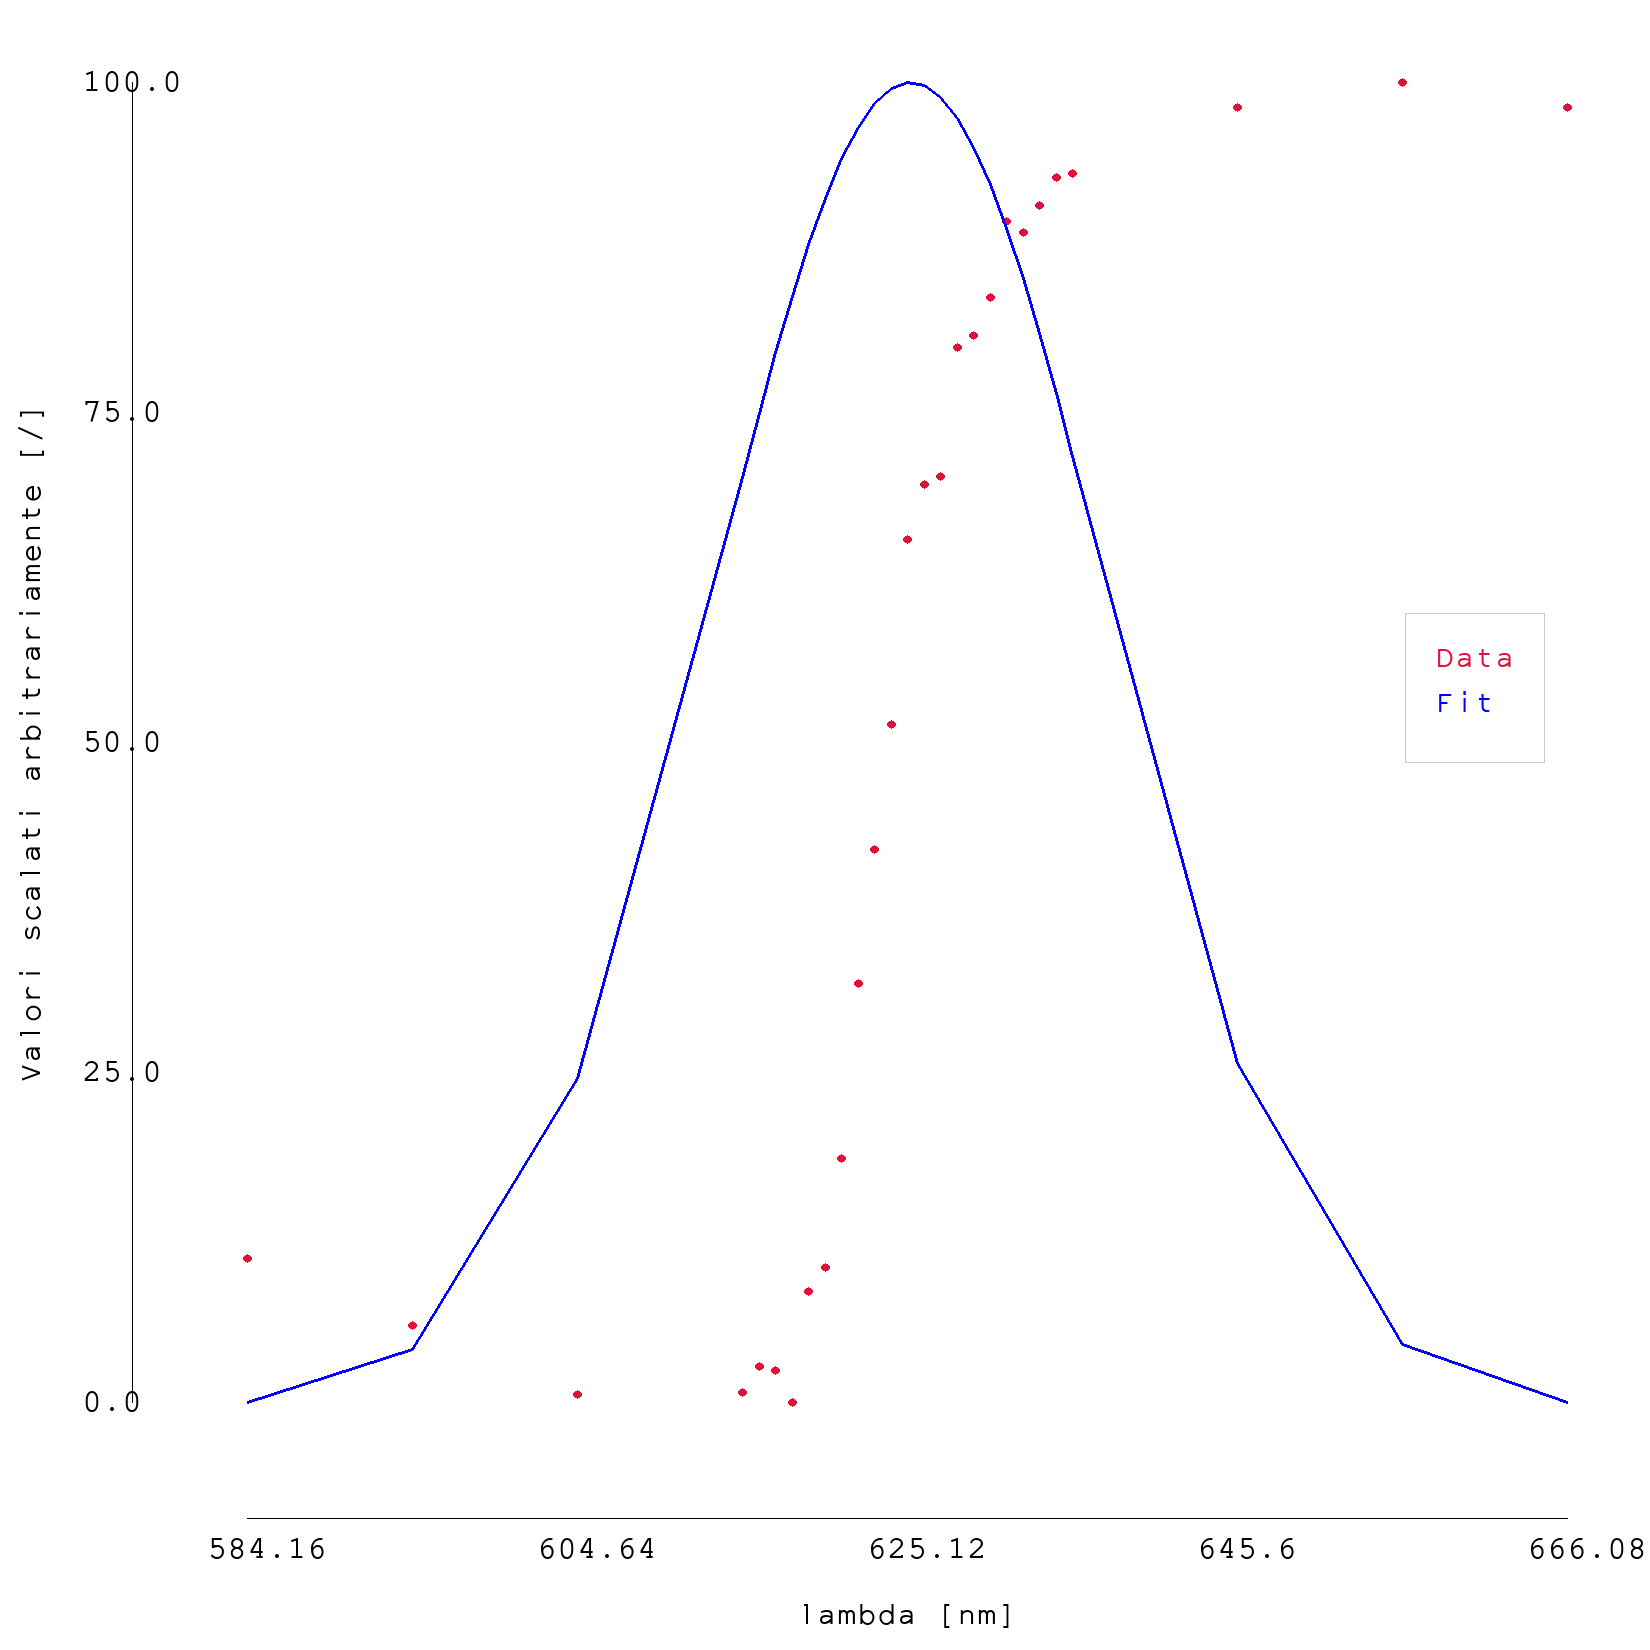 100.0
75.0
50.0
25.0
0.0
Valori scalati arbitrariamente [/]
Data
Fit
584.16 604.64 625.12 645.6 666.08
lambda [nm]